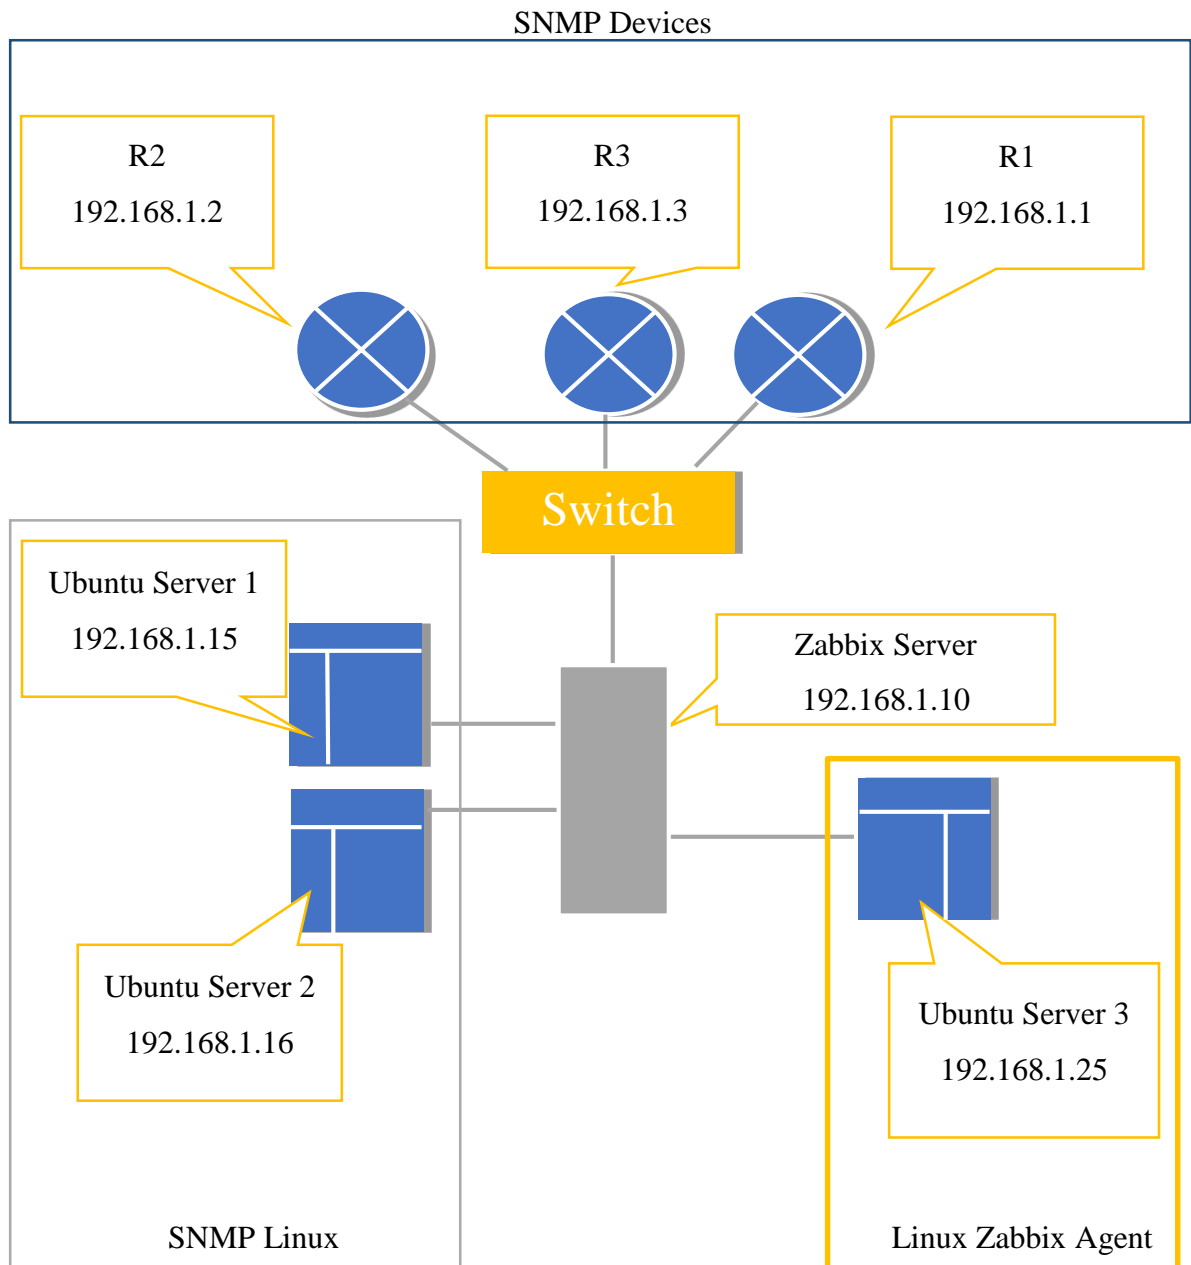 SNMP Devices
R2
192.168.1.2
R3
192.168.1.3
R1
192.168.1.1
Switch
Ubuntu Server 1
192.168.1.15
Zabbix Server
192.168.1.10
Ubuntu Server 2
192.168.1.16
Ubuntu Server 3
192.168.1.25
SNMP Linux
Linux Zabbix Agent